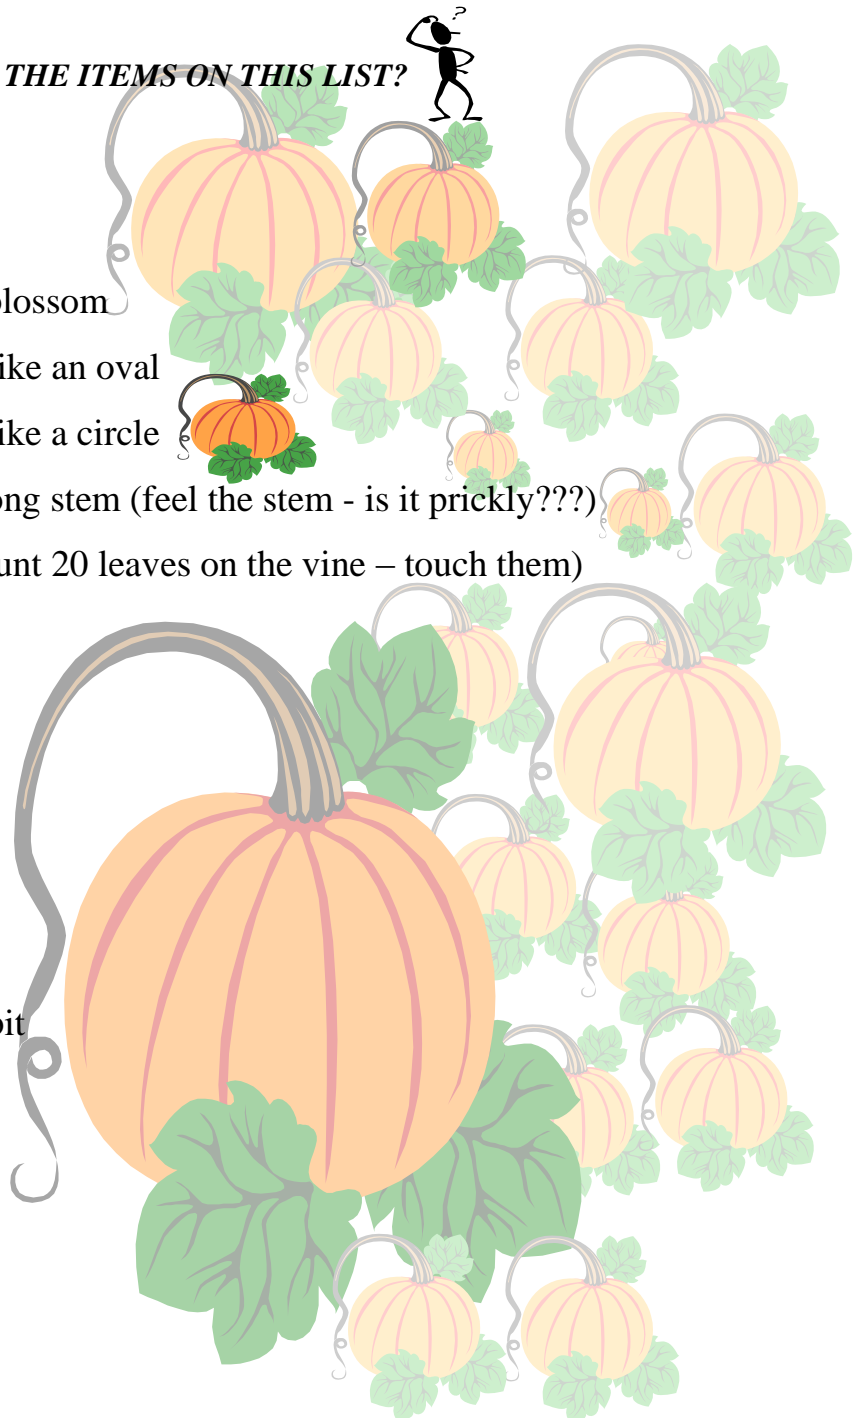 THE ITEMS ON THIS LIST?
?
lossom
ike an oval
ike a circle
ong stem (feel the stem - is it prickly???)
unt 20 leaves on the vine – touch them)
it